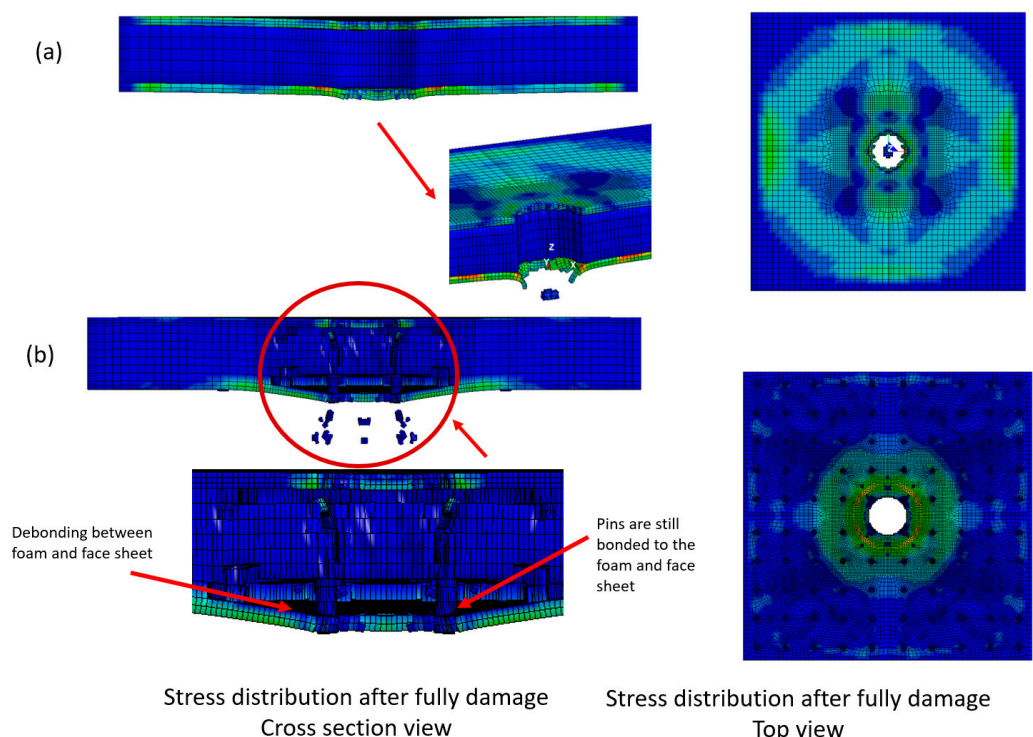 (a)
Z
Y
X
Z
(b)
Debonding between
foam and face sheet
Pins are still
bonded to the
foam and face
sheet
Stress distribution after fully damage
Cross section view
Stress distribution after fully damage
Top view